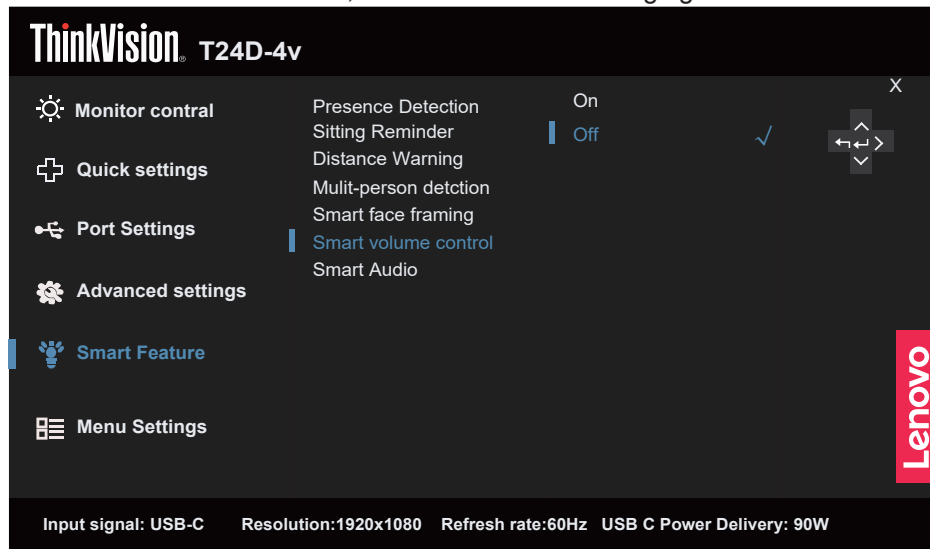 ThinkVision® T24D-4v
X
Monitor contral
Quick settings
Port Settings
Advanced settings
Smart Feature
Menu Settings
Presence Detection
Sitting Reminder
Distance Warning
Mulit-person detction
Smart face framing
Smart volume control
Smart Audio
On
Off
Lenovo
Input signal: USB-C Resolution:1920x1080 Refresh rate:60Hz USB C Power Delivery: 90W